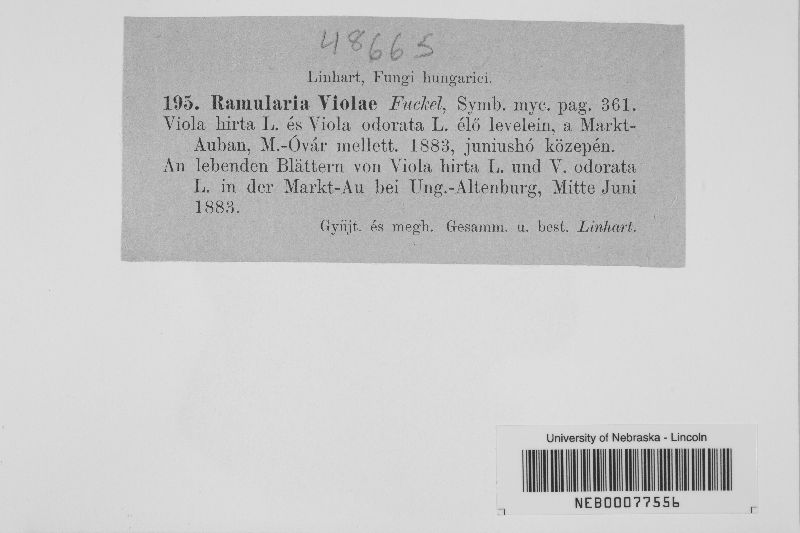 48665
Linhart, Fungi hungarici.
195. Ramularia Violae Fuckel, Symb. myc. pag. 361.
Viola hirta L. és Viola odorata L. élő levelein, a Markt-
Auban, M.-Óvár mellett. 1883, juniushó közepén.
An lebenden Blättern von Viola hirta L. und V. odorata
L. in der Markt-Au bei Ung.-Altenburg, Mitte Juni
1883.
Gyüjt. és megh. Gesamm. u. best. Linhart.
University of Nebraska - Lincoln
NEB00077556